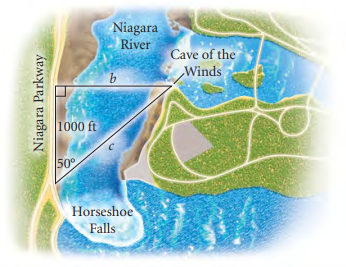 Niagara
River
Cave of the
Winds
b
Niagara Parkway
1000 ft
c
50°
Horseshoe
Falls